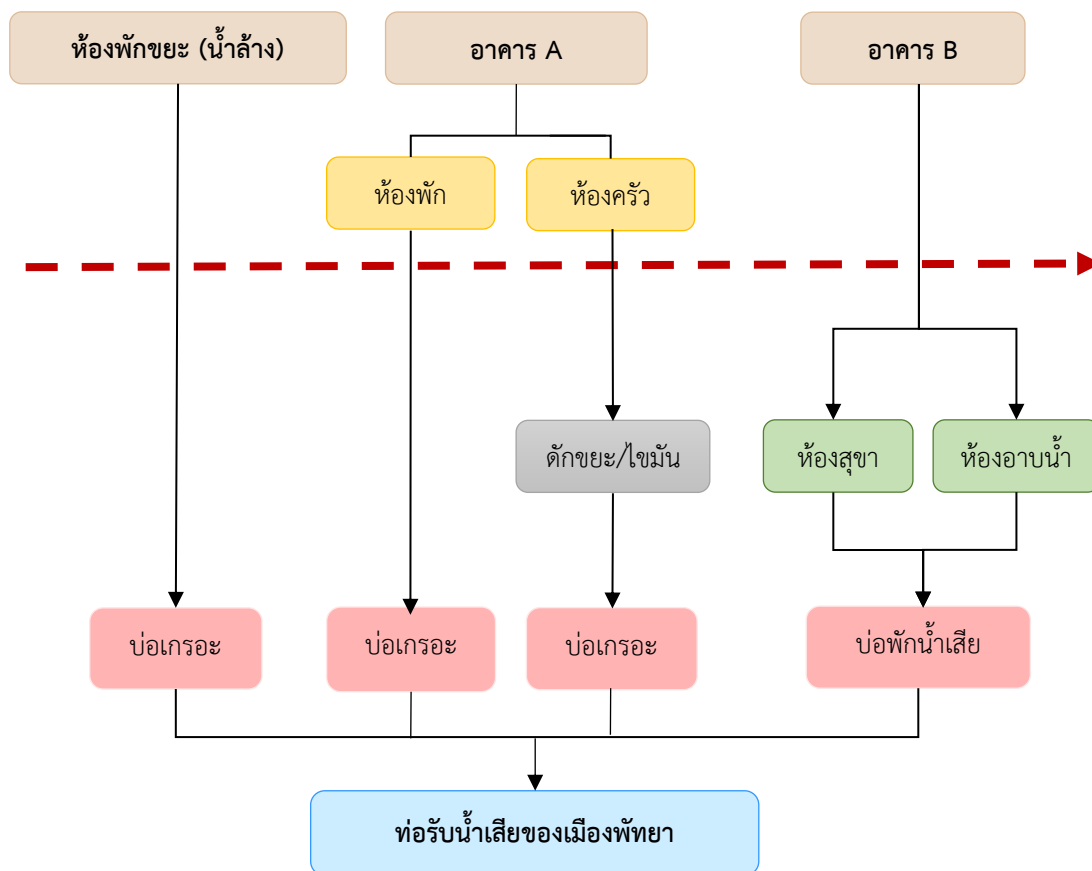 ห้องพักขยะ (น้ำล้าง)
อาคาร A
อาคาร B
ห้องพัก
ห้องครัว
ดักขยะ/ไขมัน
ห้องสุขา
ห้องอาบน้ำ
บ่อเกรอะ
บ่อเกรอะ
บ่อเกรอะ
บ่อพักน้ำเสีย
ท่อรับน้ำเสียของเมืองพัทยา